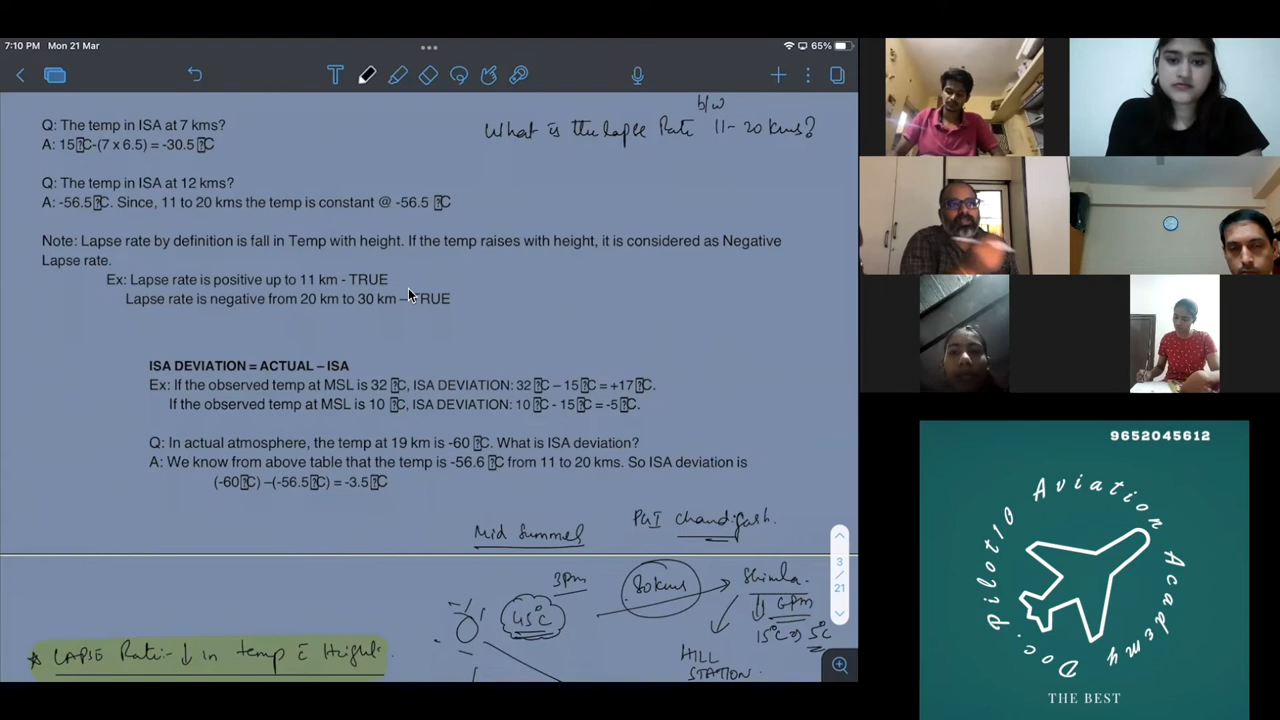 7:10 PM Mon 21 Mar
65%
b/w
What is the lapse Rate 11-20 kms?
Q: The temp in ISA at 7 kms?
A: 15°C-(7 x 6.5) = -30.5 °C
Q: The temp in ISA at 12 kms?
A: -56.5°C. Since, 11 to 20 kms the temp is constant @ -56.5 °C
Note: Lapse rate by definition is fall in Temp with height. If the temp raises with height, it is considered as Negative
Lapse rate.
Ex: Lapse rate is positive up to 11 km - TRUE
Lapse rate is negative from 20 km to 30 km – TRUE
ISA DEVIATION = ACTUAL – ISA
Ex: If the observed temp at MSL is 32 °C, ISA DEVIATION: 32 °C – 15°C = +17°C.
If the observed temp at MSL is 10 °C, ISA DEVIATION: 10 °C - 15°C = -5°C.
Q: In actual atmosphere, the temp at 19 km is -60 °C. What is ISA deviation?
A: We know from above table that the temp is -56.6 °C from 11 to 20 kms. So ISA deviation is
(-60°C) –(-56.5°C) = -3.5°C
Mid Summer
PGI Chandigarh.
3pm
45°C
80kms
Shimla.
6pm
15°C
5°C
HILL
STATION.
LAPSE Rate:- ↓ in temp c̄ Height.
3
/
21
9652045612
Doc'PilotIO Aviation Academy
THE BEST